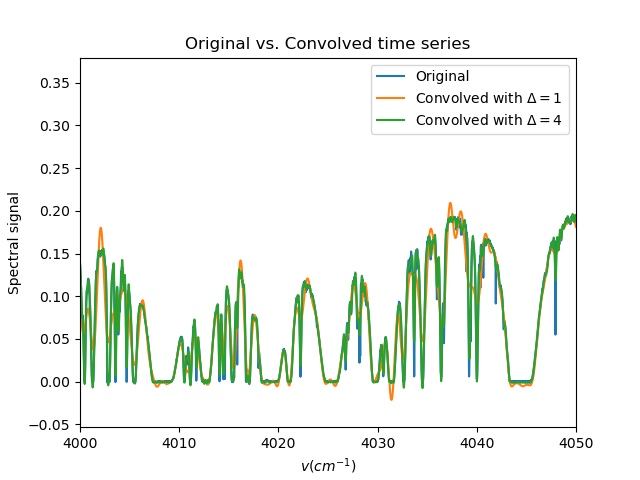 Original vs. Convolved time series
Original
Convolved with Δ = 1
Convolved with Δ = 4
Spectral signal
0.35
0.30
0.25
0.20
0.15
0.10
0.05
0.00
−0.05
4000
4010
4020
4030
4040
4050
v(cm⁻¹)